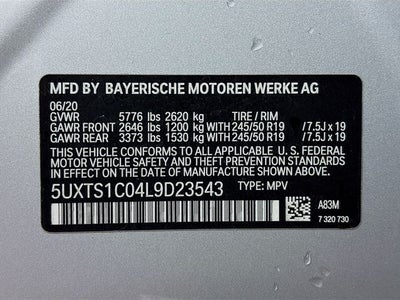 MFD BY BAYERISCHE MOTOREN WERKE AG
06/20
GVWR 5776 lbs 2620 kg TIRE / RIM
GAWR FRONT 2646 lbs 1200 kg WITH 245/50 R19 /7.5J x 19
GAWR REAR 3373 lbs 1530 kg WITH 245/50 R19 /7.5J x 19
THIS VEHICLE CONFORMS TO ALL APPLICABLE U. S. FEDERAL
MOTOR VEHICLE SAFETY STANDARDS IN EFFECT ON THE DATE
OF MANUFACTURE SHOWN ABOVE.
5UXTS1C04L9D23543 TYPE: MPV
A83M
7 320 730